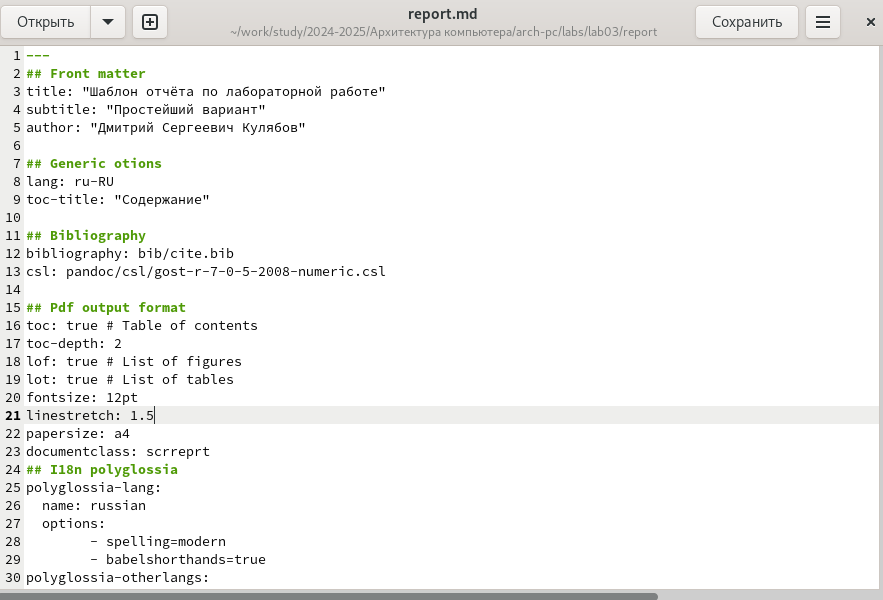 Открыть
report.md
~/work/study/2024-2025/Архитектура компьютера/arch-pc/labs/lab03/report
Сохранить
1 ---
2 ## Front matter
3 title: "Шаблон отчёта по лабораторной работе"
4 subtitle: "Простейший вариант"
5 author: "Дмитрий Сергеевич Кулябов"
6
7 ## Generic otions
8 lang: ru-RU
9 toc-title: "Содержание"
10
11 ## Bibliography
12 bibliography: bib/cite.bib
13 csl: pandoc/csl/gost-r-7-0-5-2008-numeric.csl
14
15 ## Pdf output format
16 toc: true # Table of contents
17 toc-depth: 2
18 lof: true # List of figures
19 lot: true # List of tables
20 fontsize: 12pt
21 linestretch: 1.5
22 papersize: a4
23 documentclass: scrreprt
24 ## I18n polyglossia
25 polyglossia-lang:
26   name: russian
27   options:
28         - spelling=modern
29         - babelshorthands=true
30 polyglossia-otherlangs: